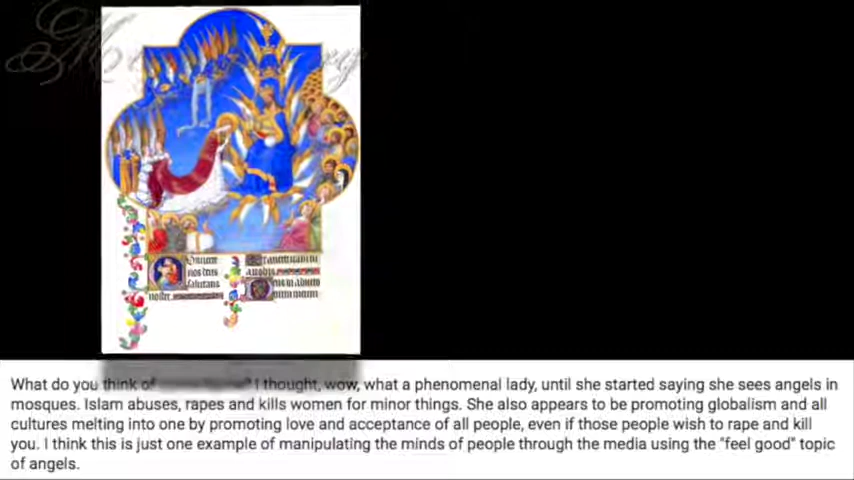 What do you think of I thought, wow, what a phenomenal lady, until she started saying she sees angels in
mosques. Islam abuses, rapes and kills women for minor things. She also appears to be promoting globalism and all
cultures melting into one by promoting love and acceptance of all people, even if those people wish to rape and kill
you. I think this is just one example of manipulating the minds of people through the media using the "feel good" topic
of angels.